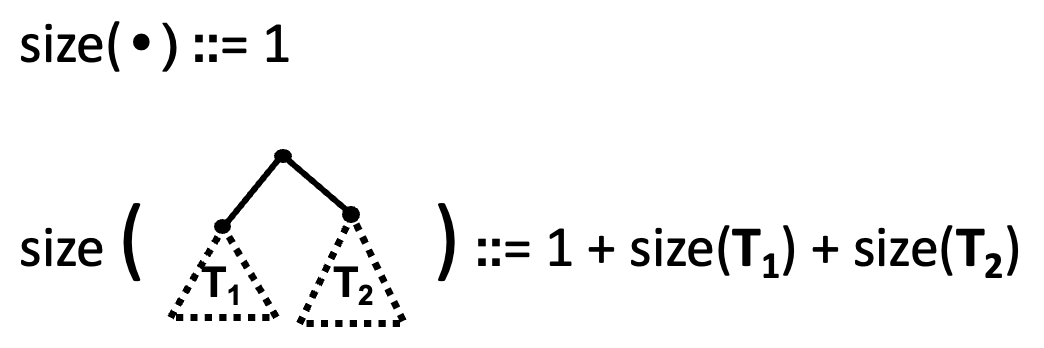 size(•) ::= 1
size ( T₁ T₂ ) ::= 1 + size(T₁) + size(T₂)